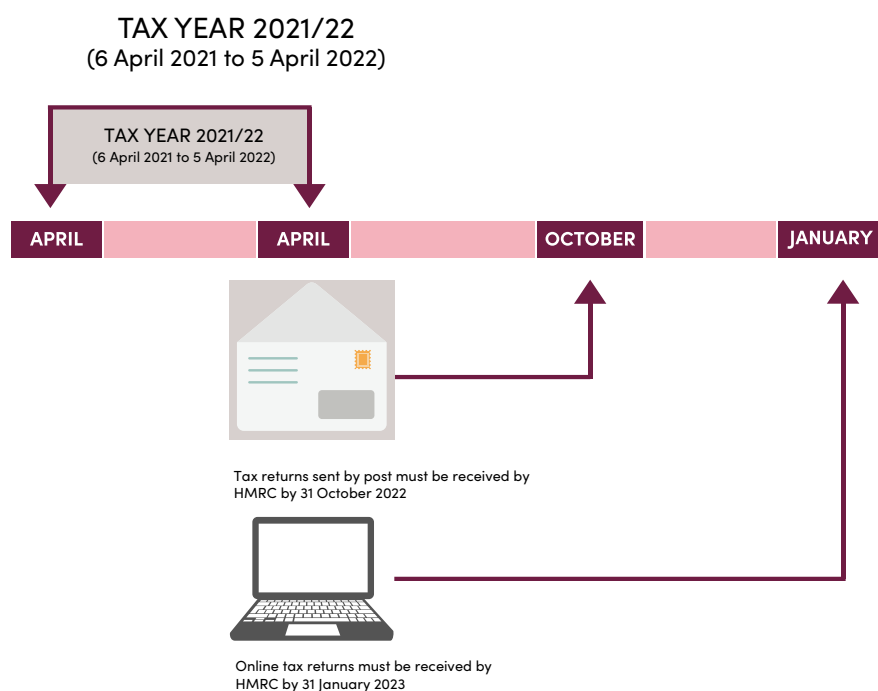 TAX YEAR 2021/22
(6 April 2021 to 5 April 2022)
TAX YEAR 2021/22
(6 April 2021 to 5 April 2022)
APRIL
APRIL
OCTOBER
JANUARY
Tax returns sent by post must be received by
HMRC by 31 October 2022
Online tax returns must be received by
HMRC by 31 January 2023